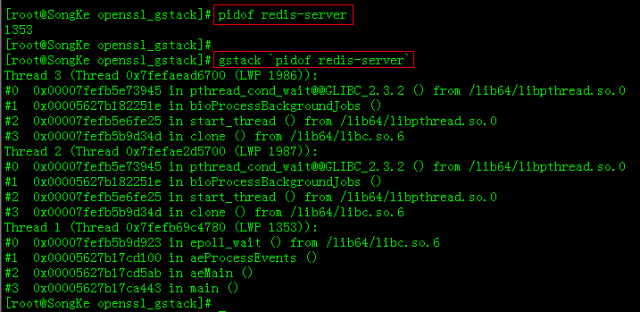 [root@SongKe openssl_gstack]# pidof redis-server
1353
[root@SongKe openssl_gstack]#
[root@SongKe openssl_gstack]# gstack `pidof redis-server`
Thread 3 (Thread 0x7fefaead6700 (LWP 1986)):
#0  0x00007fefb5e73945 in pthread_cond_wait@@GLIBC_2.3.2 () from /lib64/libpthread.so.0
#1  0x00005627b182251e in bioProcessBackgroundJobs ()
#2  0x00007fefb5e6fe25 in start_thread () from /lib64/libpthread.so.0
#3  0x00007fefb5b9d34d in clone () from /lib64/libc.so.6
Thread 2 (Thread 0x7fefae2d5700 (LWP 1987)):
#0  0x00007fefb5e73945 in pthread_cond_wait@@GLIBC_2.3.2 () from /lib64/libpthread.so.0
#1  0x00005627b182251e in bioProcessBackgroundJobs ()
#2  0x00007fefb5e6fe25 in start_thread () from /lib64/libpthread.so.0
#3  0x00007fefb5b9d34d in clone () from /lib64/libc.so.6
Thread 1 (Thread 0x7fefb69c4780 (LWP 1353)):
#0  0x00007fefb5b9d923 in epoll_wait () from /lib64/libc.so.6
#1  0x00005627b17cd100 in aeProcessEvents ()
#2  0x00005627b17cd5ab in aeMain ()
#3  0x00005627b17ca443 in main ()
[root@SongKe openssl_gstack]#